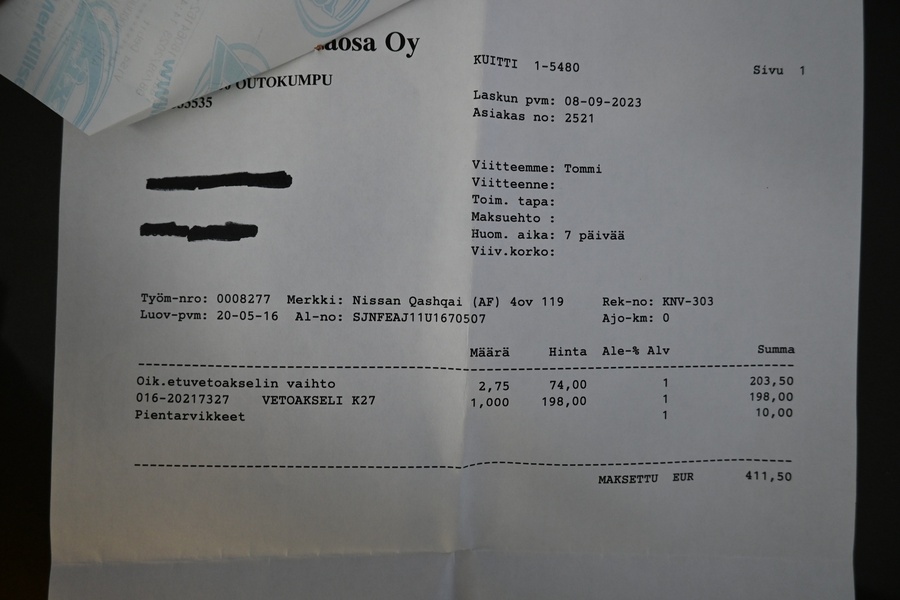 Oy
OUTOKUMPU
KUITTI 1-5480
Sivu 1
Laskun pvm: 08-09-2023
Asiakas no: 2521
Viitteemme: Tommi
Viitteenne:
Toim. tapa:
Maksuehto :
Huom. aika: 7 päivää
Viiv.korko:
Työm-nro: 0008277 Merkki: Nissan Qashqai (AF) 4ov 119 Rek-no: KNV-303
Luov-pvm: 20-05-16 Al-no: SJNFEAJ11U1670507 Ajo-km: 0
Määrä Hinta Ale-% Alv Summa
Oik.etuvetoakselin vaihto 2,75 74,00 1 203,50
016-20217327 VETOAKSELI K27 1,000 198,00 1 198,00
Pientarvikkeet 1 10,00
MAKSETTU EUR 411,50